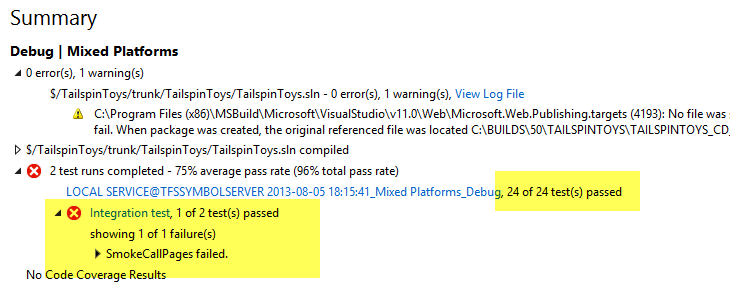 Summary
Debug | Mixed Platforms
0 error(s), 1 warning(s)
$/TailspinToys/trunk/TailspinToys/TailspinToys.sln - 0 error(s), 1 warning(s), View Log File
C:\Program Files (x86)\MSBuild\Microsoft\VisualStudio\v11.0\Web\Microsoft.Web.Publishing.targets (4193): No file was
fail. When package was created, the original referenced file was located C:\BUILDS\50\TAILSPINTOYS\TAILSPINTOYS_CD_
$/TailspinToys/trunk/TailspinToys/TailspinToys.sln compiled
2 test runs completed - 75% average pass rate (96% total pass rate)
LOCAL SERVICE@TFSSYMBOLSERVER 2013-08-05 18:15:41_Mixed Platforms_Debug, 24 of 24 test(s) passed
Integration test, 1 of 2 test(s) passed
showing 1 of 1 failure(s)
SmokeCallPages failed.
No Code Coverage Results